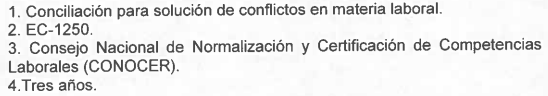 1. Conciliación para solución de conflictos en materia laboral.
2. EC-1250.
3. Consejo Nacional de Normalización y Certificación de Competencias
Laborales (CONOCER).
4.Tres años.